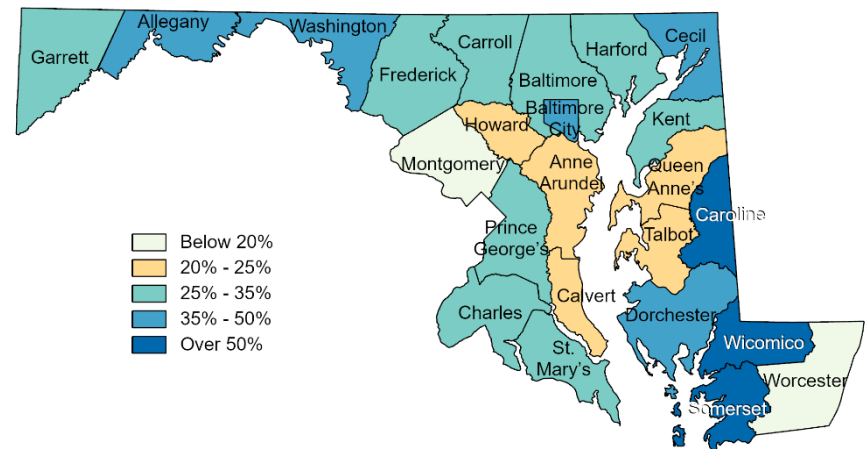 Allegany
Washington
Cecil
Garrett
Carroll
Harford
Frederick
Baltimore
Baltimore
City
Kent
Howard
Montgomery
Anne
Arundel
Queen
Anne's
Caroline
Prince
George's
Talbot
Below 20%
20% - 25%
25% - 35%
35% - 50%
Over 50%
Calvert
Charles
Dorchester
St.
Mary's
Wicomico
Worcester
Somerset